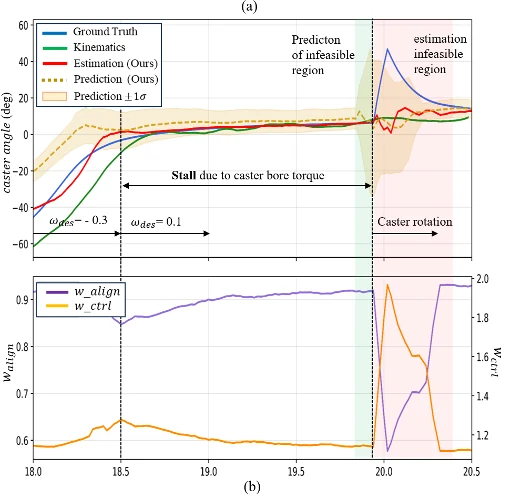 (a)
60
40
20
0
−20
−40
−60
caster angle (deg)
Ground Truth
Kinematics
Estimation (Ours)
Prediction (Ours)
Prediction ±1σ
Predicton
of infeasible
region
estimation
infeasible
region
Stall due to caster bore torque
ω_des= - 0.3
ω_des= 0.1
Caster rotation
w_align
w_ctrl
0.9
0.8
0.7
0.6
W_align
2.0
1.8
1.6
1.4
1.2
W_ctrl
18.0
18.5
19.0
19.5
20.0
20.5
(b)